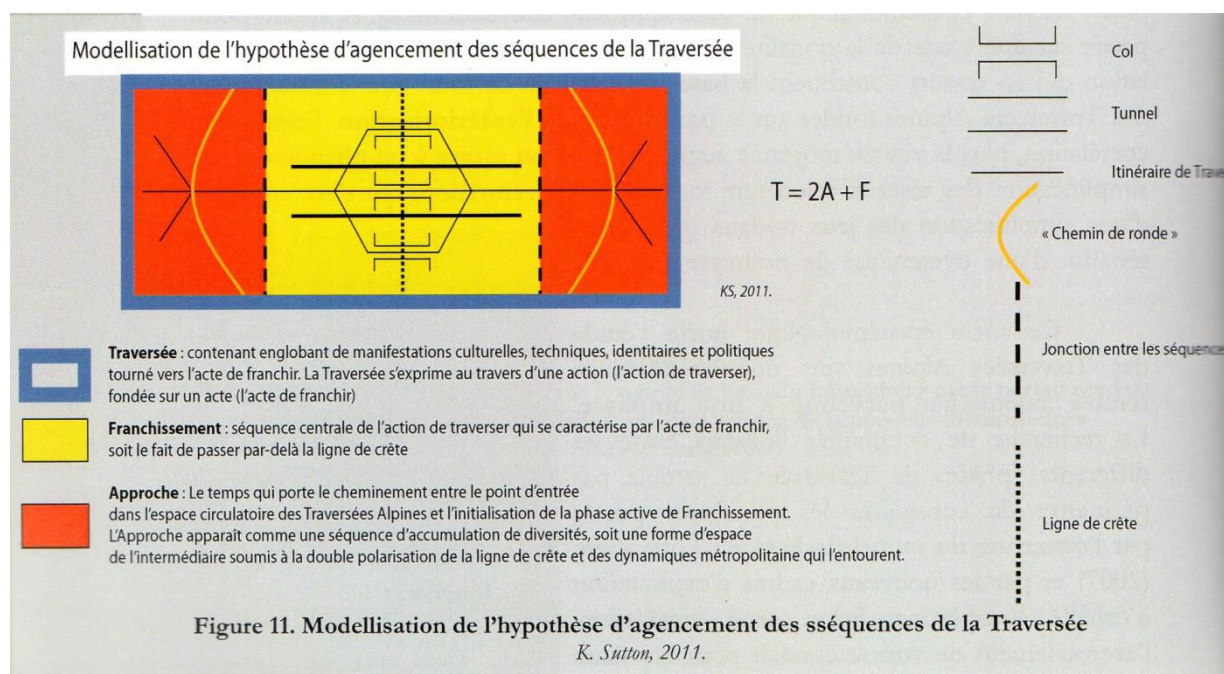 Modellisation de l'hypothèse d'agencement des séquences de la Traversée
T = 2A + F
KS, 2011.
Col
Tunnel
Itinéraire de
« Chemin de ronde »
Jonction entre les séquences
Ligne de crête
Traversée : contenant englobant de manifestations culturelles, techniques, identitaires et politiques
tourné vers l'acte de franchir. La Traversée s'exprime au travers d'une action (l'action de traverser),
fondée sur un acte (l'acte de franchir)
Franchissement : séquence centrale de l'action de traverser qui se caractérise par l'acte de franchir,
soit le fait de passer par-delà la ligne de crête
Approche : Le temps qui porte le cheminement entre le point d'entrée
dans l'espace circulatoire des Traversées Alpines et l'initialisation de la phase active de Franchissement.
L'Approche apparaît comme une séquence d'accumulation de diversités, soit une forme d'espace
de l'intermédiaire soumis à la double polarisation de la ligne de crête et des dynamiques métropolitaine qui l'entourent.
Figure 11. Modellisation de l'hypothèse d'agencement des sséquences de la Traversée
K. Sutton, 2011.